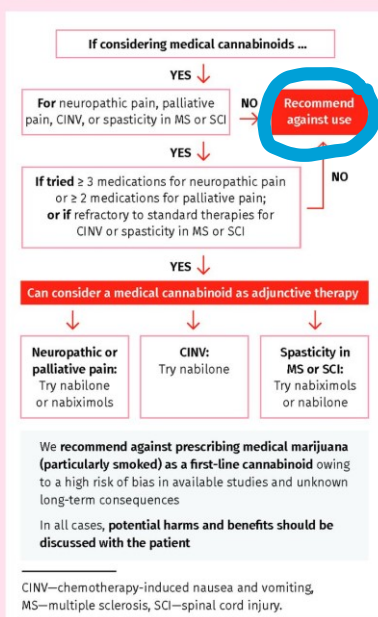 If considering medical cannabinoids ...
YES
For neuropathic pain, palliative
pain, CINV, or spasticity in MS or SCI
NO
Recommend
against use
YES
If tried ≥ 3 medications for neuropathic pain
or ≥ 2 medications for palliative pain;
or if refractory to standard therapies for
CINV or spasticity in MS or SCI
NO
YES
Can consider a medical cannabinoid as adjunctive therapy
Neuropathic or
palliative pain:
Try nabilone
or nabiximols
CINV:
Try nabilone
Spasticity in
MS or SCI:
Try nabiximols
or nabilone
We recommend against prescribing medical marijuana
(particularly smoked) as a first-line cannabinoid owing
to a high risk of bias in available studies and unknown
long-term consequences
In all cases, potential harms and benefits should be
discussed with the patient
CINV—chemotherapy-induced nausea and vomiting,
MS—multiple sclerosis, SCI—spinal cord injury.